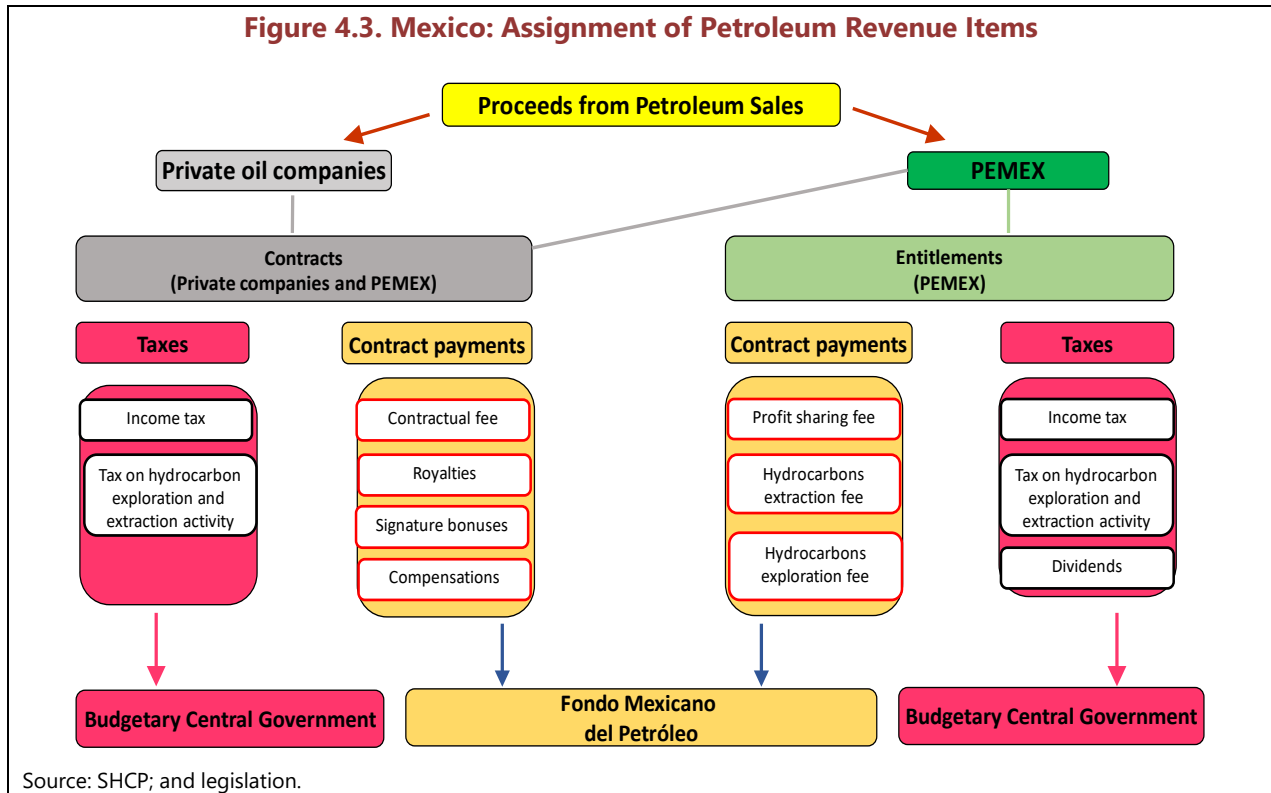 Figure 4.3. Mexico: Assignment of Petroleum Revenue Items
Proceeds from Petroleum Sales
Private oil companies
PEMEX
Contracts
(Private companies and PEMEX)
Entitlements
(PEMEX)
Taxes
Contract payments
Contract payments
Taxes
Income tax
Tax on hydrocarbon
exploration and
extraction activity
Contractual fee
Royalties
Signature bonuses
Compensations
Profit sharing fee
Hydrocarbons
extraction fee
Hydrocarbons
exploration fee
Income tax
Tax on hydrocarbon
exploration and
extraction activity
Dividends
Budgetary Central Government
Fondo Mexicano
del Petróleo
Budgetary Central Government
Source: SHCP; and legislation.